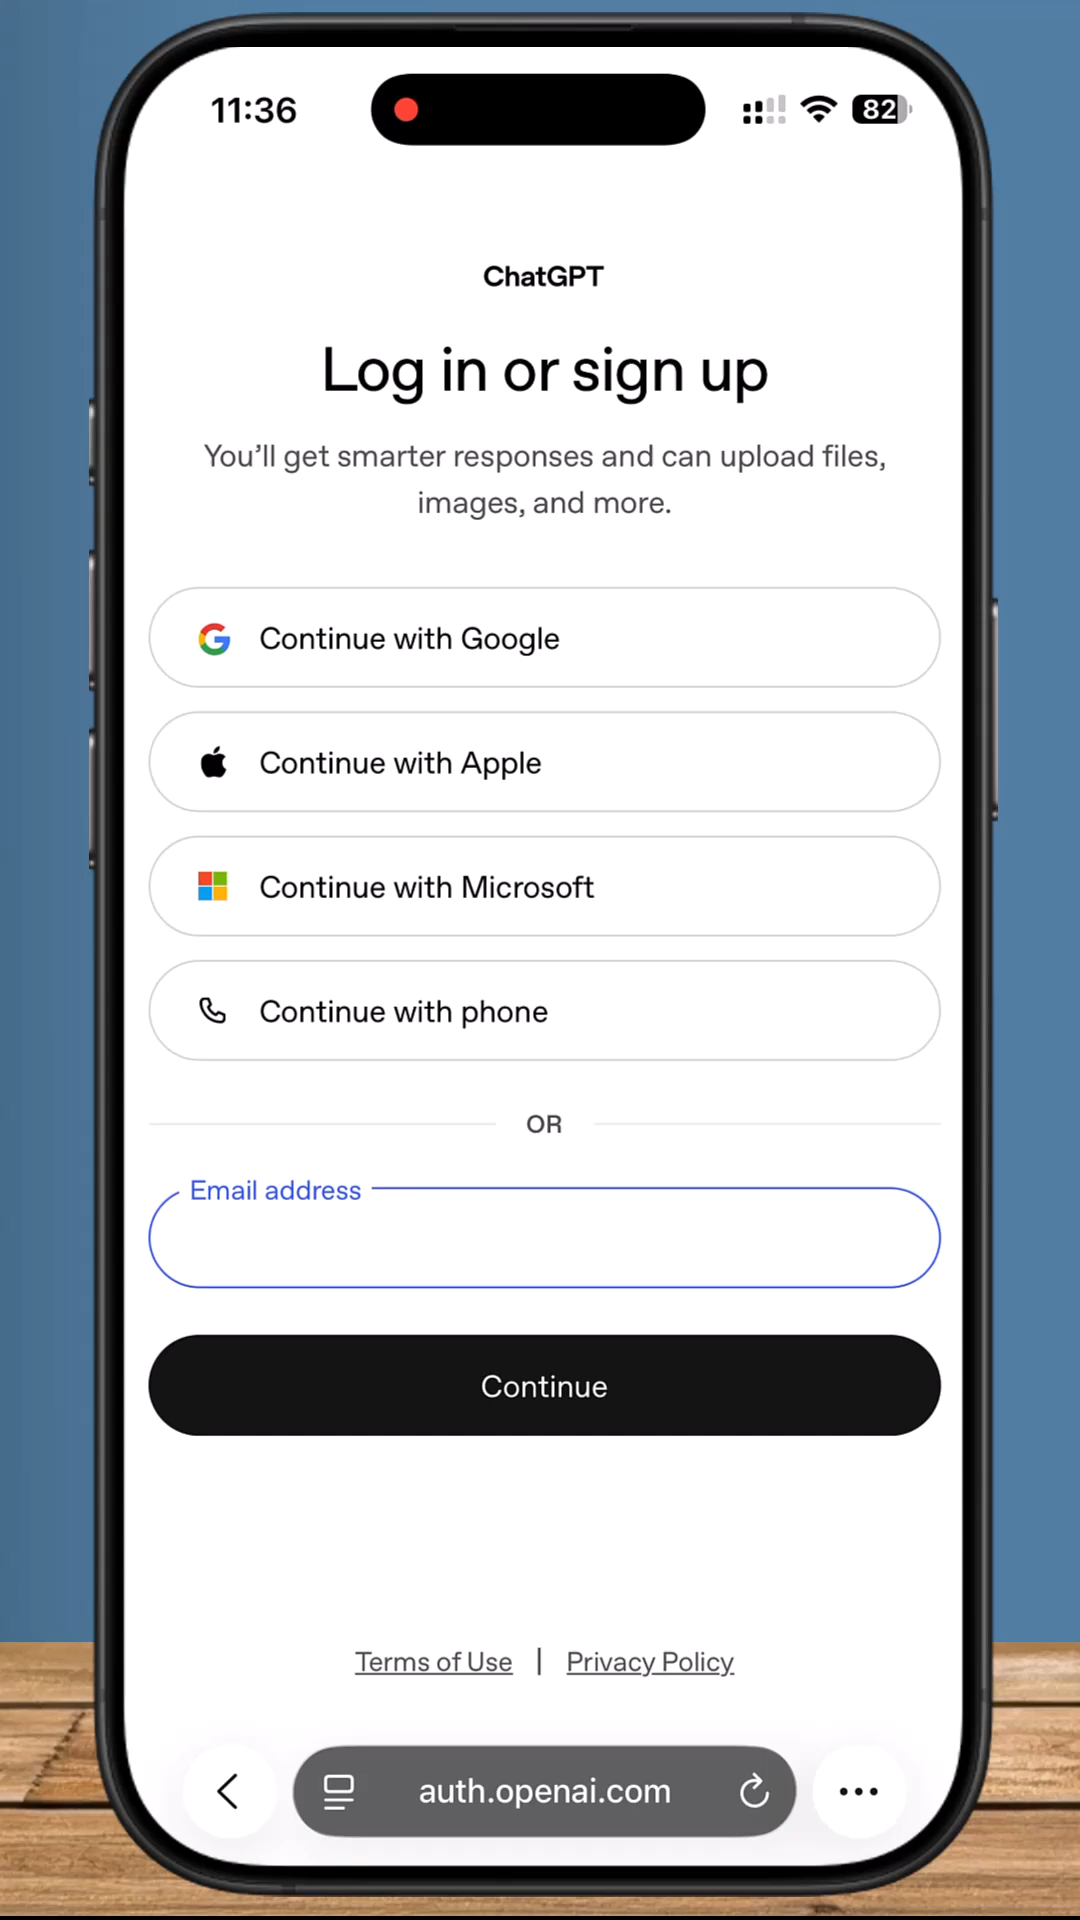 11:36
82
ChatGPT
Log in or sign up
You’ll get smarter responses and can upload files,
images, and more.
Continue with Google
Continue with Apple
Continue with Microsoft
Continue with phone
OR
Email address
Continue
Terms of Use | Privacy Policy
auth.openai.com